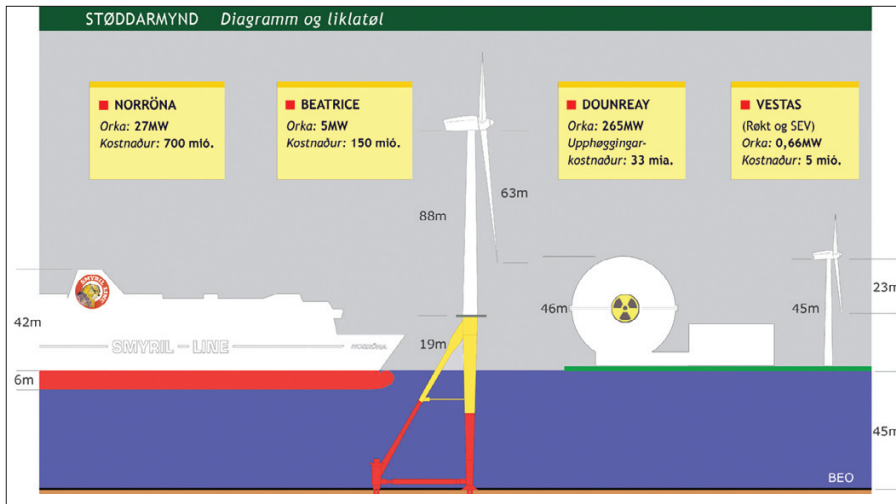 STØDDARMYND Diagramm og liklatøl
NORRÖNA
Orka: 27MW
Kostnaður: 700 mió.
BEATRICE
Orka: 5MW
Kostnaður: 150 mió.
DOUNREAY
Orka: 265MW
Upphøggingar-
kostnaður: 33 mia.
VESTAS
(Røkt og SEV)
Orka: 0,66MW
Kostnaður: 5 mió.
88m
63m
42m
SMYRIL LINE
SMYRIL - LINE
NORRÖNA
6m
19m
46m
45m
23m
45m
BEO